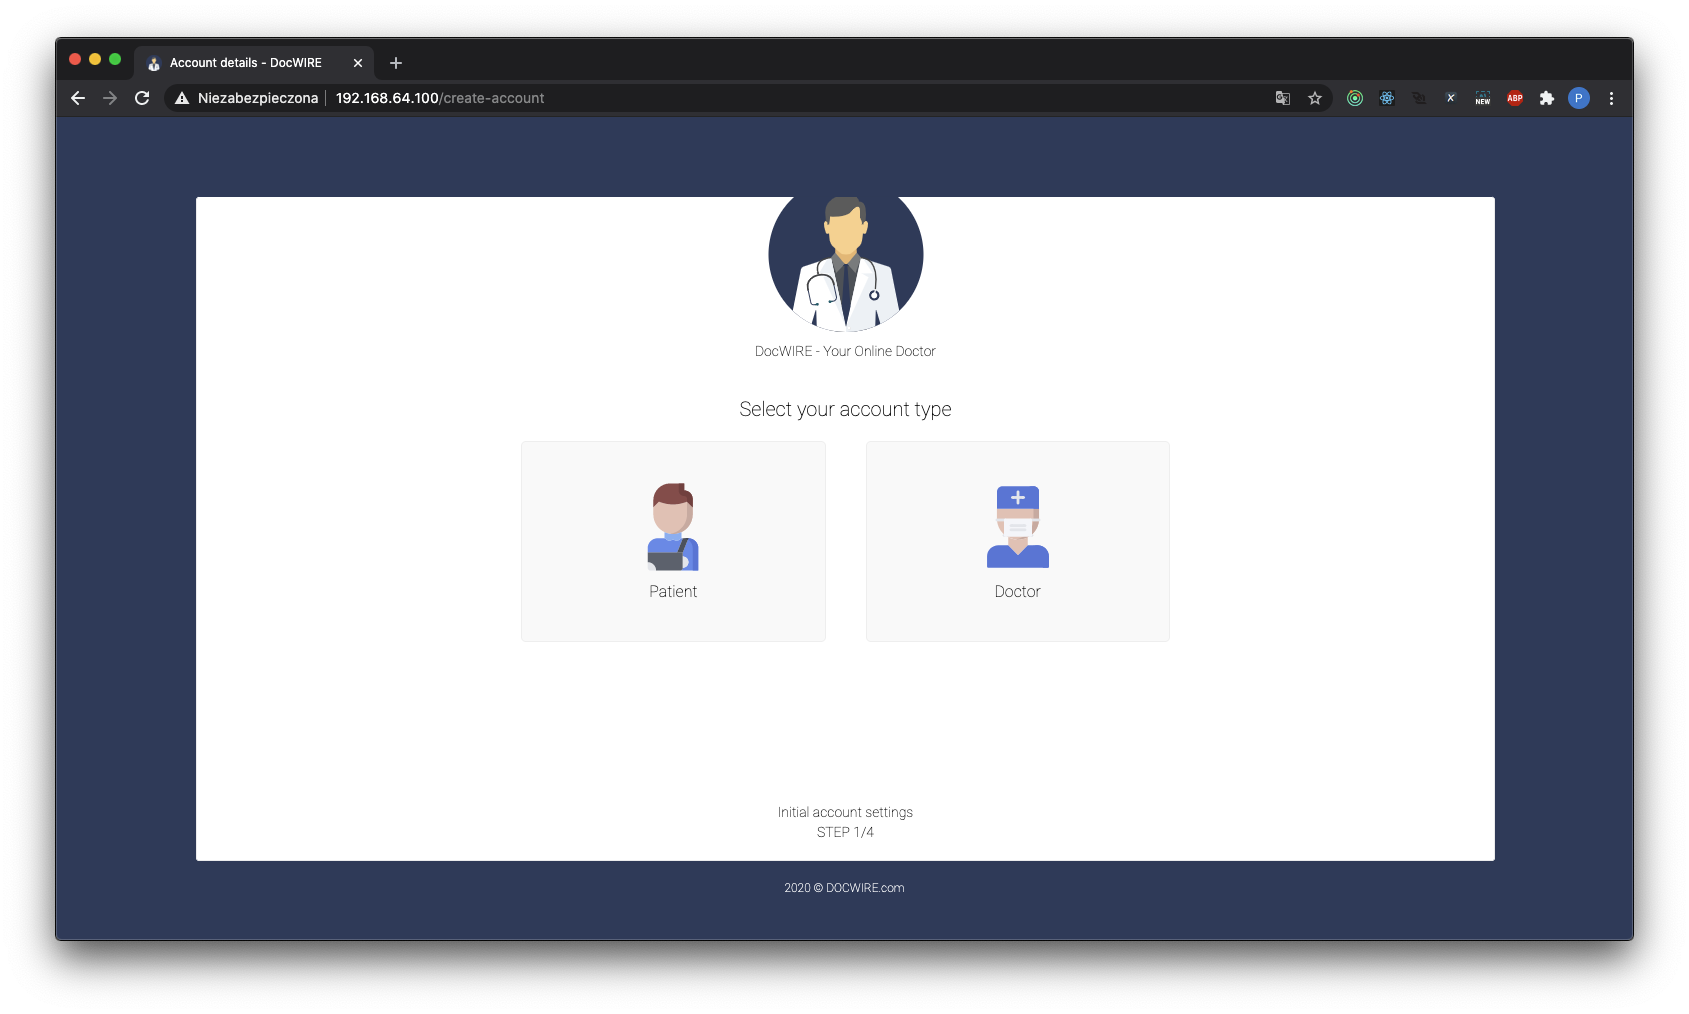 Account details - DocWIRE
Niezabezpieczona
192.168.64.100/create-account
NEW
ABP
P
DocWIRE - Your Online Doctor
Select your account type
Patient
Doctor
Initial account settings
STEP 1/4
2020 © DOCWIRE.com